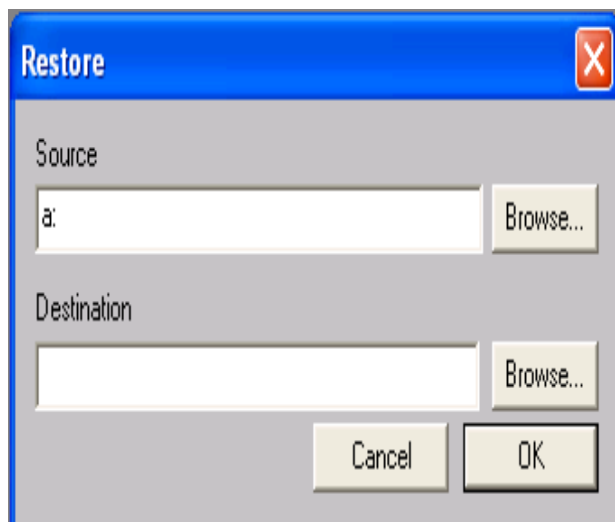 Restore
Source
a:
Browse...
Destination
Browse...
Cancel
OK